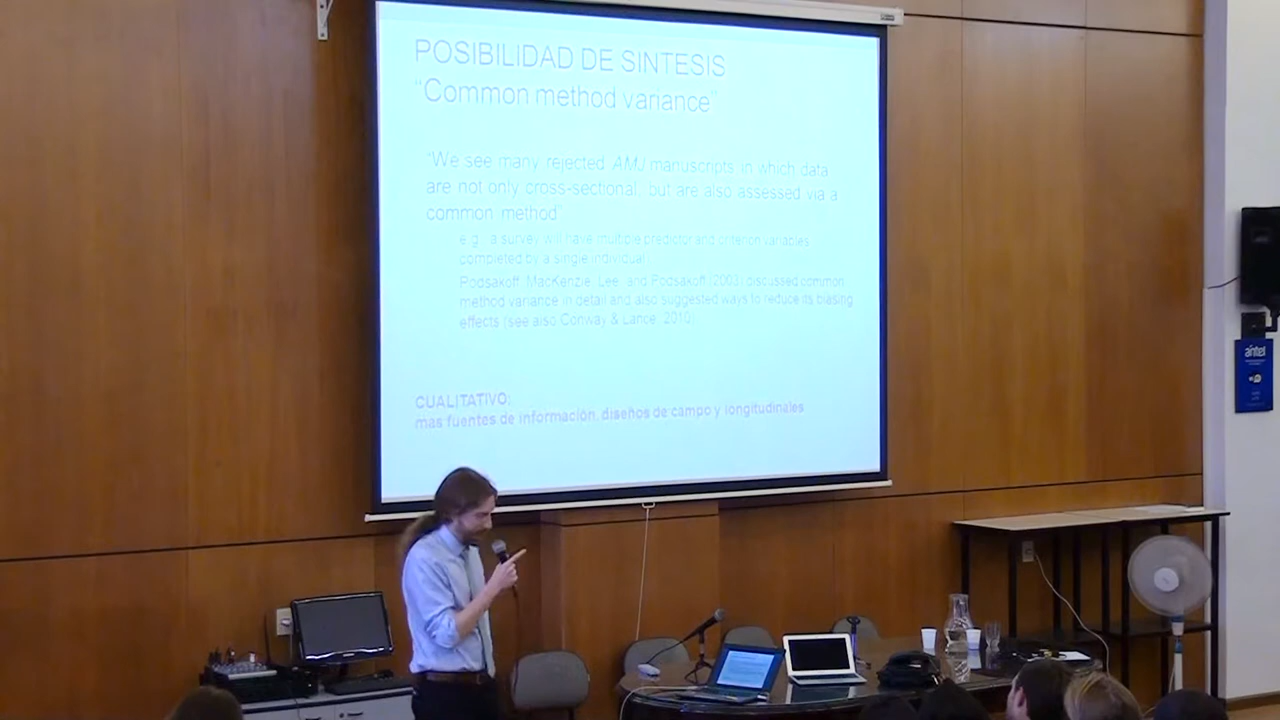 POSIBILIDAD DE SINTESIS
"Common method variance"
"We see many rejected AMJ manuscripts in which data
are not only cross-sectional, but are also assessed via a
common method"
e.g., a survey will have multiple predictor and criterion variables
completed by a single individual.
Podsakoff, MacKenzie, Lee, and Podsakoff (2003) discussed common
method variance in detail and also suggested ways to reduce its biasing
effects (see also Conway & Lance, 2010).
CUALITATIVO:
mas fuentes de información, diseños de campo y longitudinales
antel